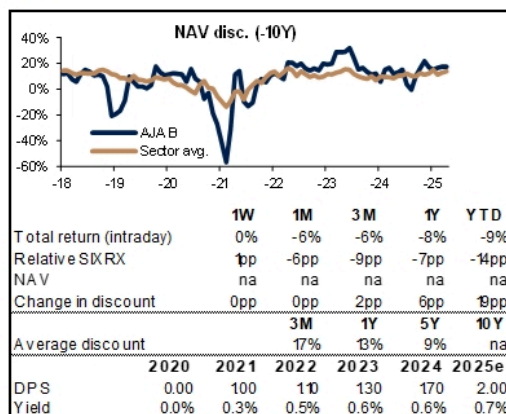 NAV disc. (-10Y)
40%
20%
0%
-20%
-40%
-60%
AJA B
Sector avg.
-18 -19 -20 -21 -22 -23 -24 -25
1W 1M 3M 1Y YTD
Total return (intraday) 0% -6% -6% -8% -9%
Relative SIXRX 1pp -6pp -9pp -7pp -14pp
NAV na na na na na
Change in discount 0pp 0pp 2pp 6pp 19pp
3M 1Y 5Y 10Y
Average discount 17% 13% 9% na
2020 2021 2022 2023 2024 2025e
DPS 0.00 100 110 130 170 2.00
Yield 0.0% 0.3% 0.5% 0.6% 0.6% 0.7%